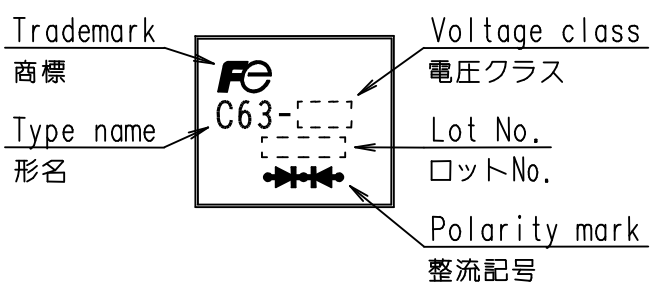 Trademark
商標
Type name
形名
Fe
C63-
Voltage class
電圧クラス
Lot No.
ロットNo.
Polarity mark
整流記号